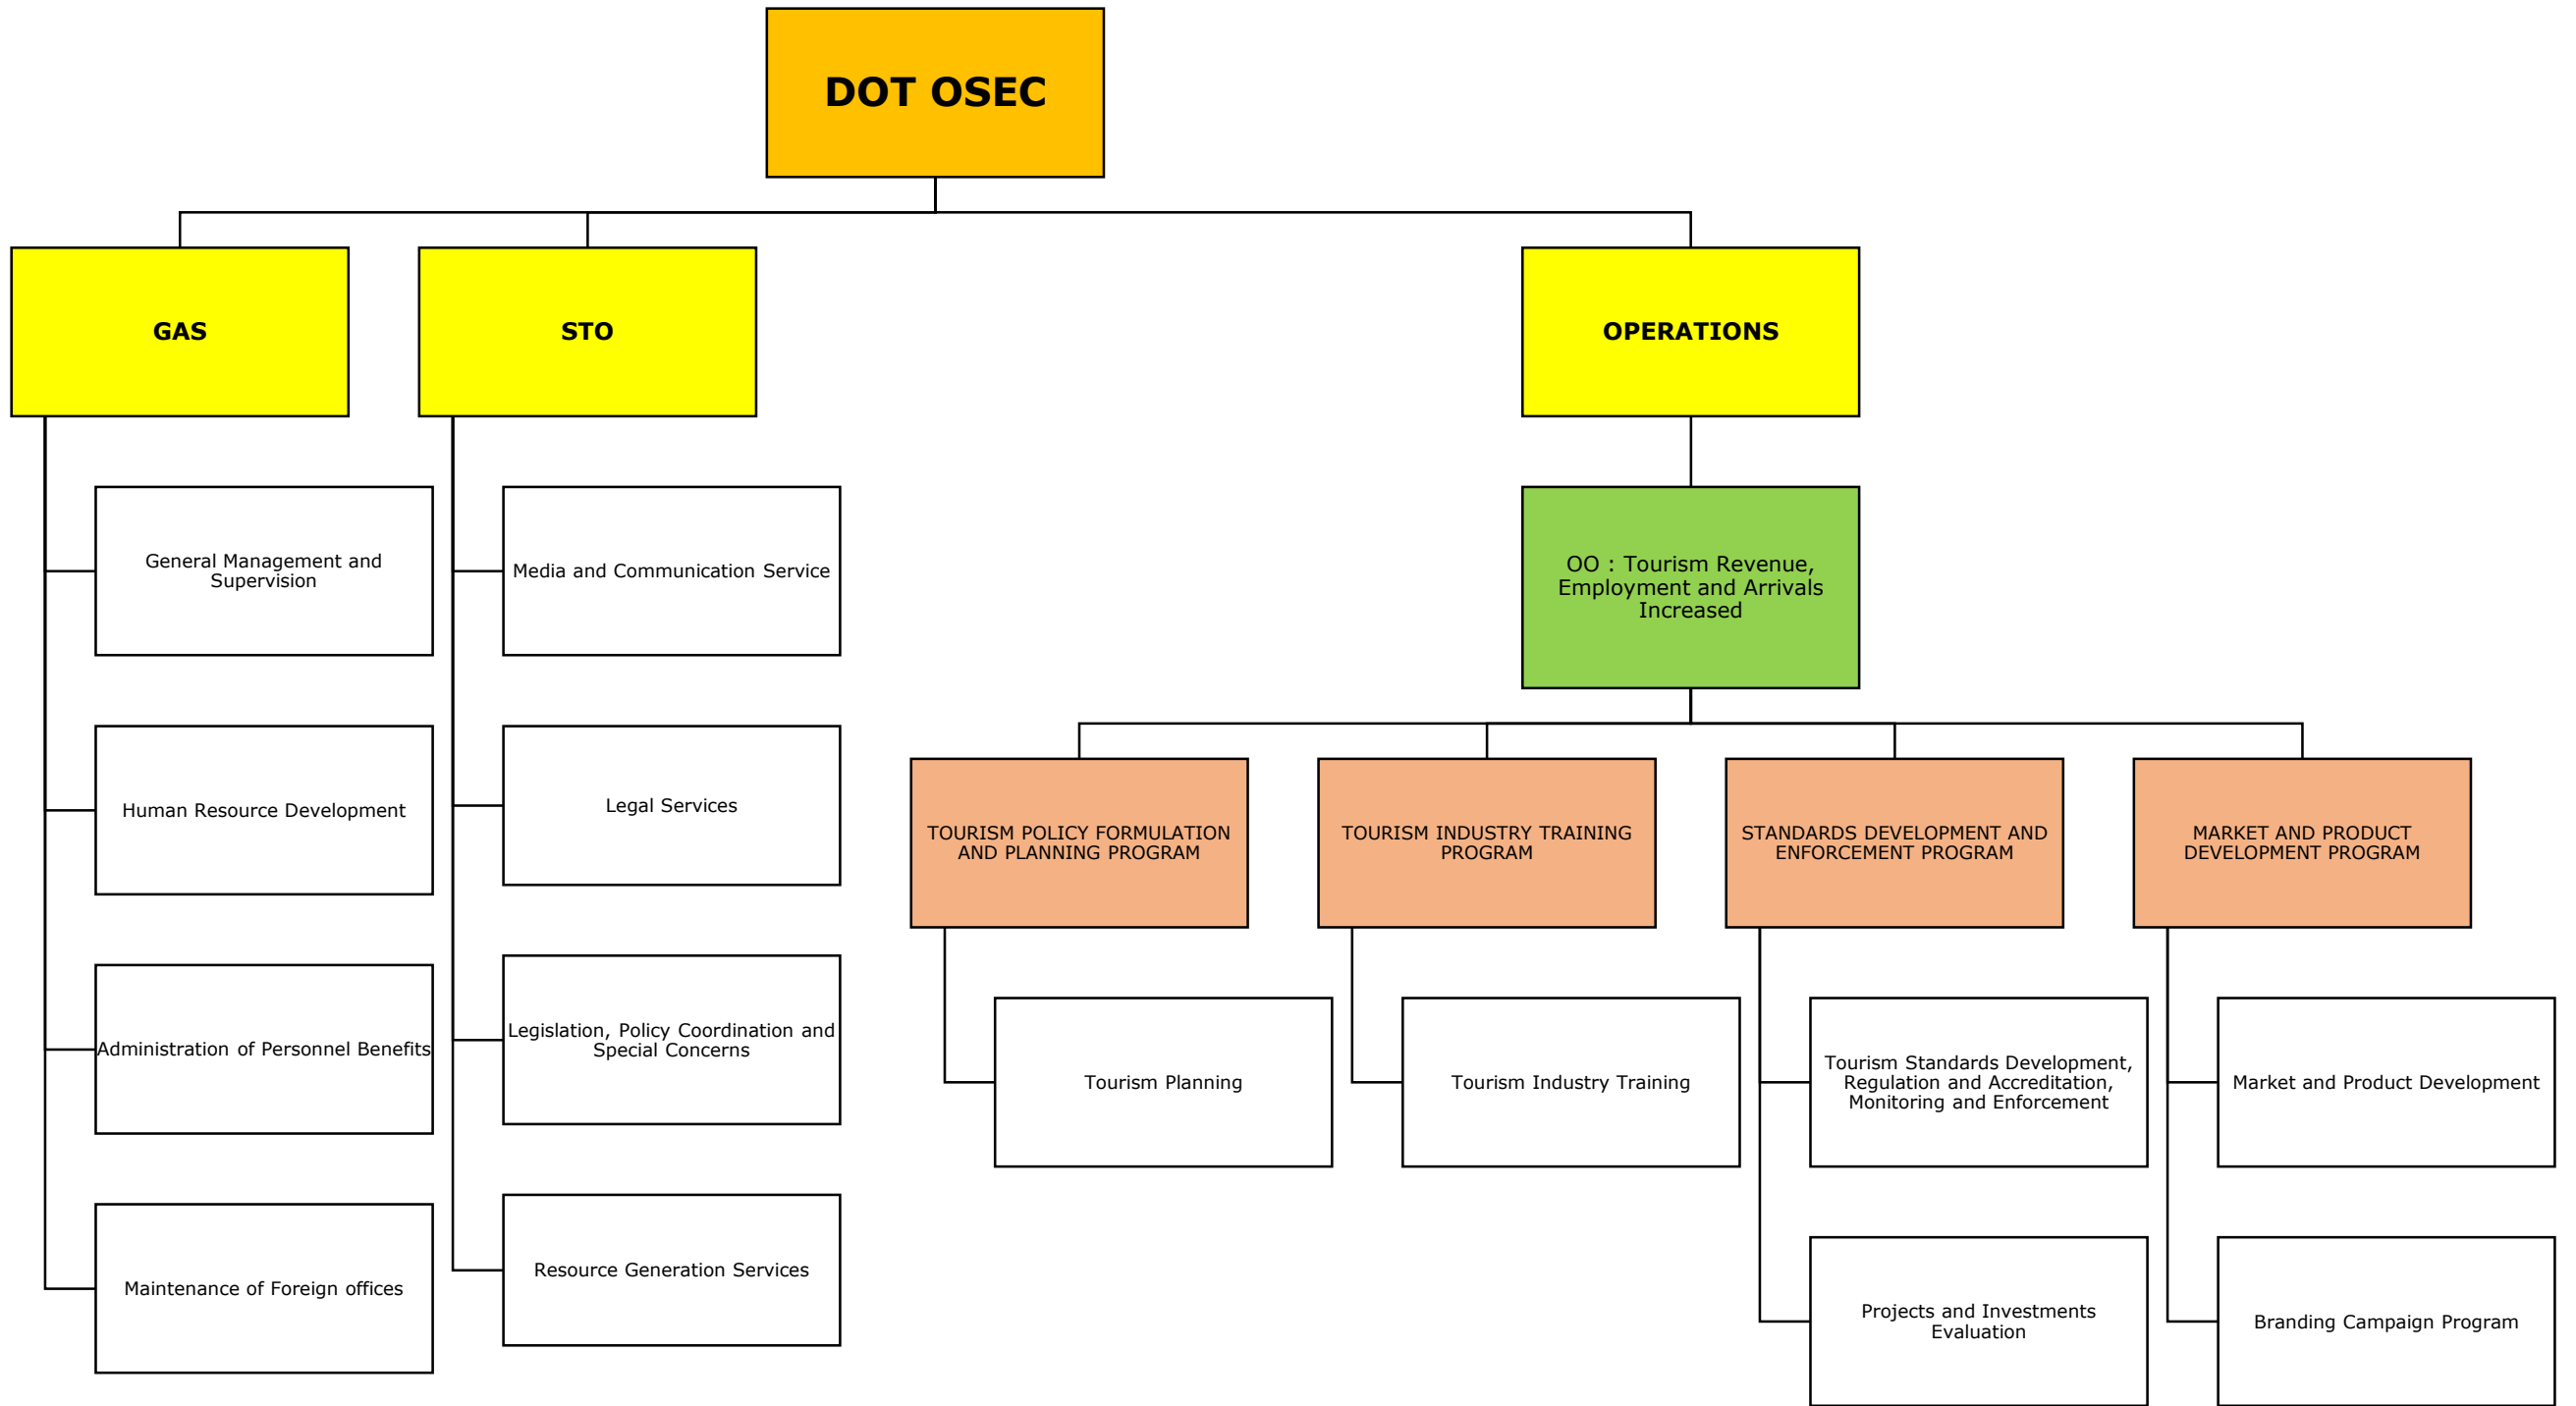 DOT OSEC
GAS
STO
OPERATIONS
General Management and
Supervision
Media and Communication Service
OO : Tourism Revenue,
Employment and Arrivals
Increased
Human Resource Development
Legal Services
TOURISM POLICY FORMULATION
AND PLANNING PROGRAM
TOURISM INDUSTRY TRAINING
PROGRAM
STANDARDS DEVELOPMENT AND
ENFORCEMENT PROGRAM
MARKET AND PRODUCT
DEVELOPMENT PROGRAM
Administration of Personnel Benefits
Legislation, Policy Coordination and
Special Concerns
Tourism Planning
Tourism Industry Training
Tourism Standards Development,
Regulation and Accreditation,
Monitoring and Enforcement
Market and Product Development
Maintenance of Foreign offices
Resource Generation Services
Projects and Investments
Evaluation
Branding Campaign Program